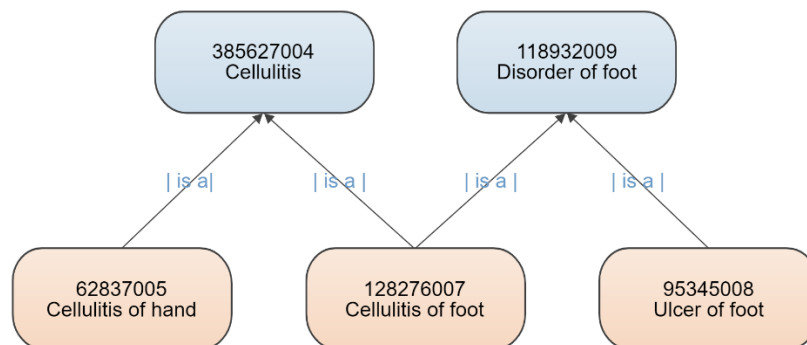 385627004
Cellulitis
118932009
Disorder of foot
| is a|
| is a |
| is a |
| is a |
62837005
Cellulitis of hand
128276007
Cellulitis of foot
95345008
Ulcer of foot